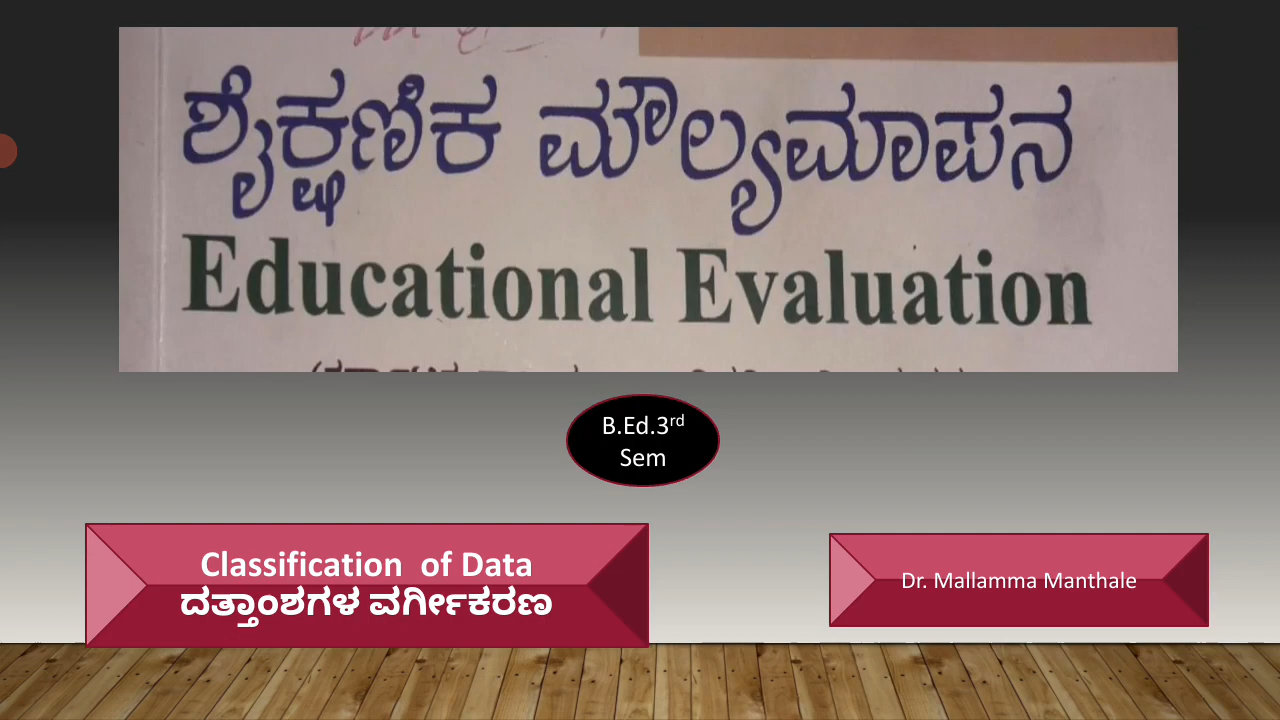 ಶೈಕ್ಷಣಿಕ ಮೌಲ್ಯಮಾಪನ
Educational Evaluation
B.Ed.3rd
Sem
Classification of Data
ದತ್ತಾಂಶಗಳ ವರ್ಗೀಕರಣ
Dr. Mallamma Manthale